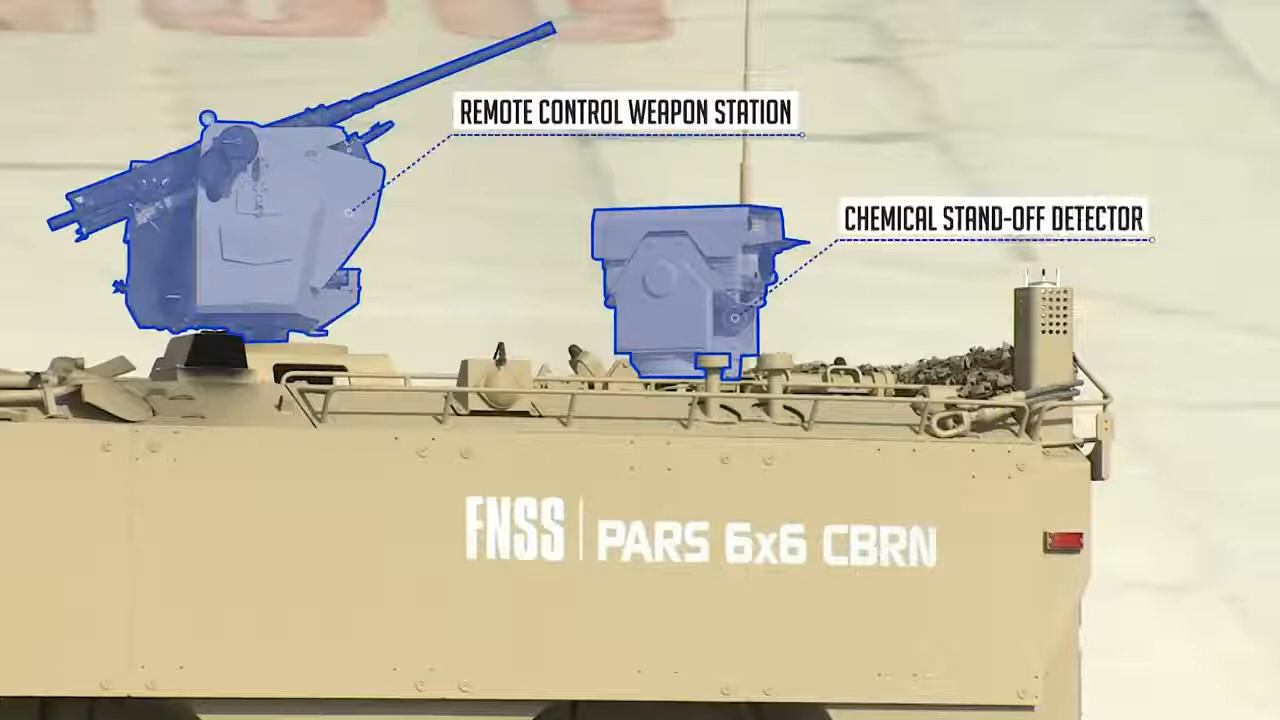 REMOTE CONTROL WEAPON STATION
CHEMICAL STAND-OFF DETECTOR
FNSS | PARS 6x6 CBRN